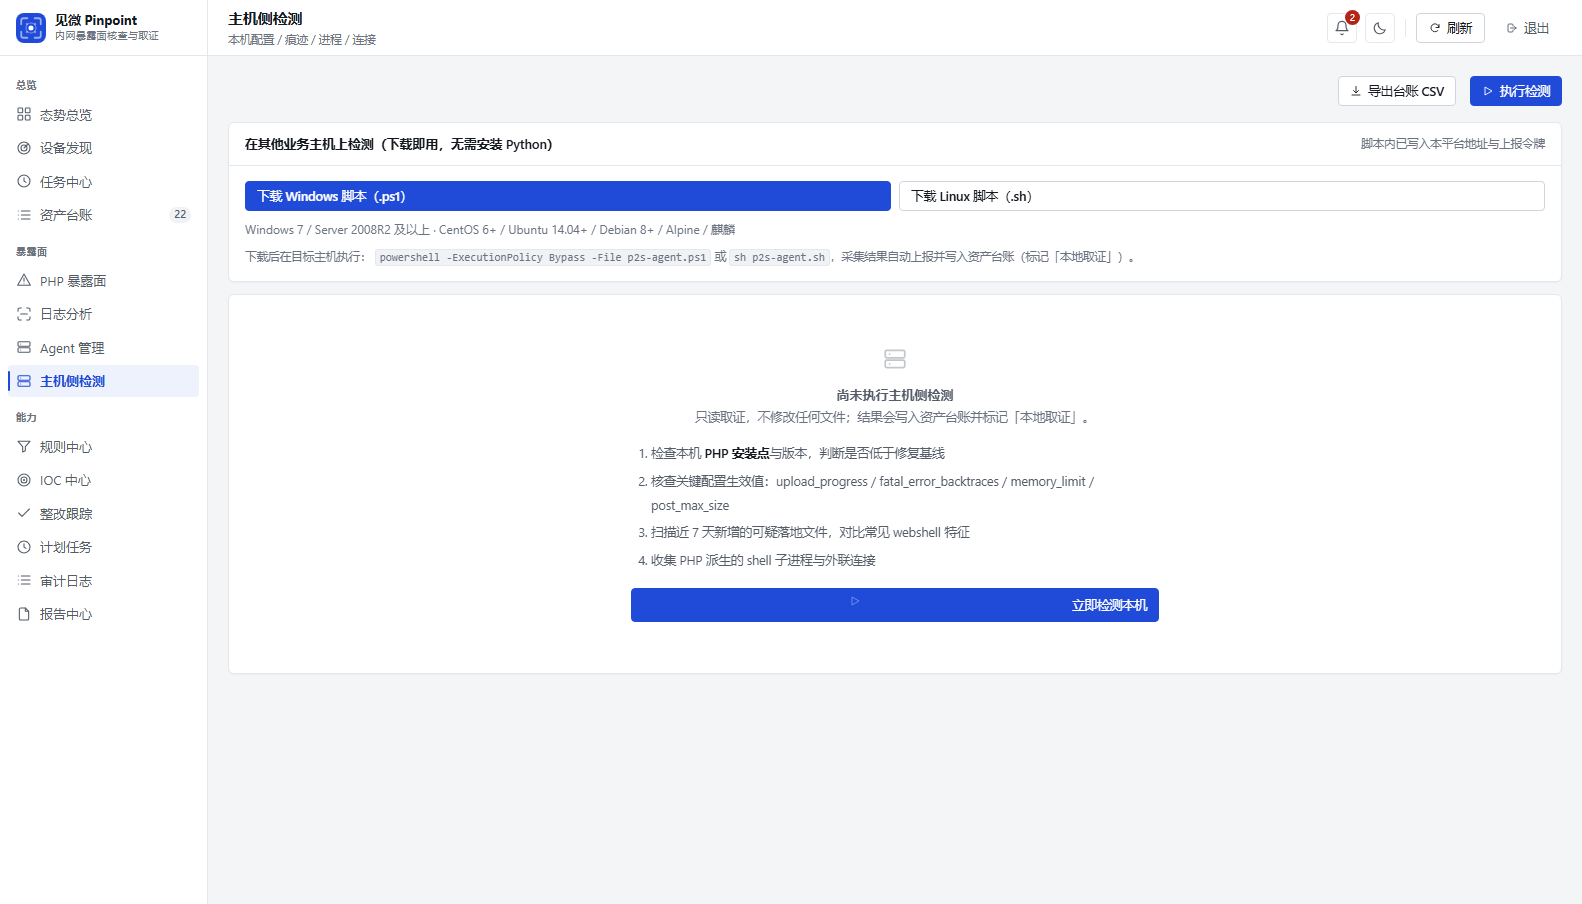 见微 Pinpoint
内网暴露面核查与取证
主机侧检测
本机配置 / 痕迹 / 进程 / 连接
2
刷新
退出
总览
态势总览
设备发现
任务中心
资产台账
22
暴露面
PHP 暴露面
日志分析
Agent 管理
主机侧检测
能力
规则中心
IOC 中心
整改跟踪
计划任务
审计日志
报告中心
导出台账 CSV
执行检测
在其他业务主机上检测（下载即用，无需安装 Python）
脚本内已写入本平台地址与上报令牌
下载 Windows 脚本（.ps1）
下载 Linux 脚本（.sh）
Windows 7 / Server 2008R2 及以上 · CentOS 6+ / Ubuntu 14.04+ / Debian 8+ / Alpine / 麒麟
下载后在目标主机执行： powershell -ExecutionPolicy Bypass -File p2s-agent.ps1 或 sh p2s-agent.sh ，采集结果自动上报并写入资产台账（标记「本地取证」）。
尚未执行主机侧检测
只读取证，不修改任何文件；结果会写入资产台账并标记「本地取证」。
1. 检查本机 PHP 安装点与版本，判断是否低于修复基线
2. 核查关键配置生效值：upload_progress / fatal_error_backtraces / memory_limit /
post_max_size
3. 扫描近 7 天新增的可疑落地文件，对比常见 webshell 特征
4. 收集 PHP 派生的 shell 子进程与外联连接
立即检测本机